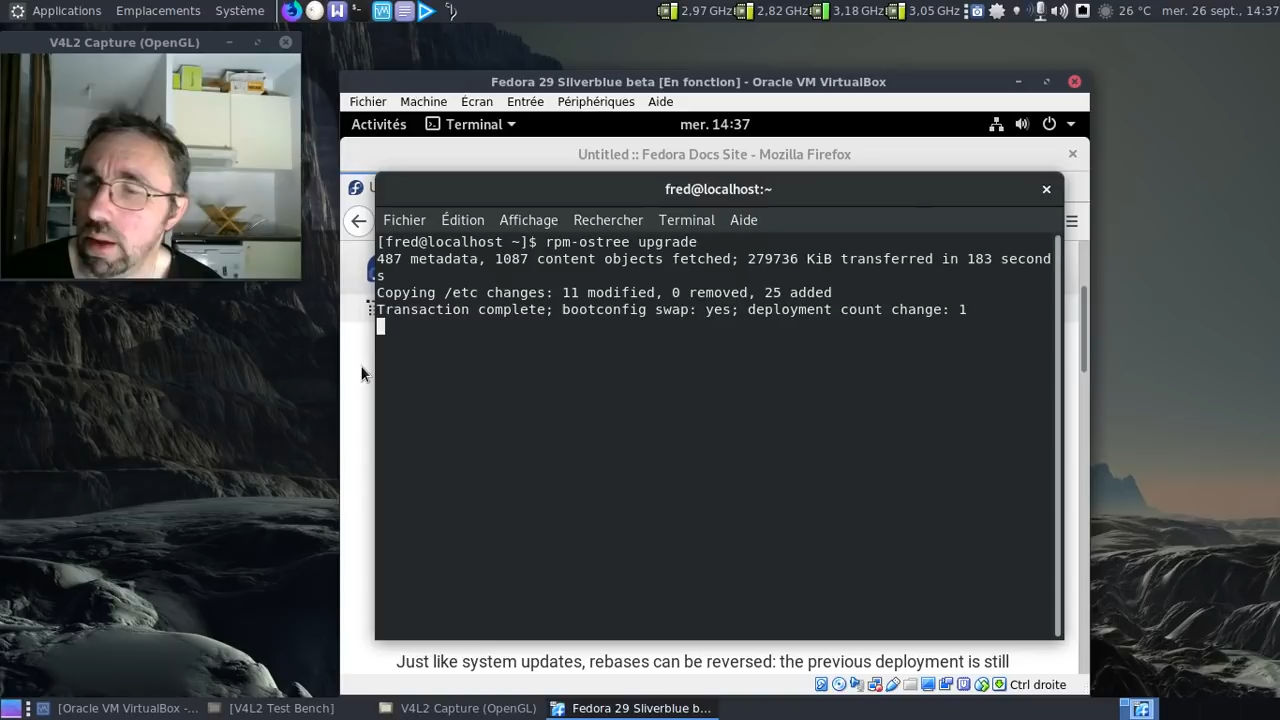 Applications Emplacements Système
2,97 GHz 2,82 GHz 3,18 GHz 3,05 GHz 26 °C mer. 26 sept., 14:37
V4L2 Capture (OpenGL)
Fedora 29 Sliverblue beta [En fonction] - Oracle VM VirtualBox
Fichier Machine Écran Entrée Périphériques Aide
Activités Terminal mer. 14:37
Untitled :: Fedora Docs Site - Mozilla Firefox
fred@localhost:~
Fichier Édition Affichage Rechercher Terminal Aide
[fred@localhost ~]$ rpm-ostree upgrade
487 metadata, 1087 content objects fetched; 279736 KiB transferred in 183 second
s
Copying /etc changes: 11 modified, 0 removed, 25 added
Transaction complete; bootconfig swap: yes; deployment count change: 1
Just like system updates, rebases can be reversed: the previous deployment is still
Ctrl droite
[Oracle VM VirtualBox -... [V4L2 Test Bench] V4L2 Capture (OpenGL) Fedora 29 Sliverblue b...